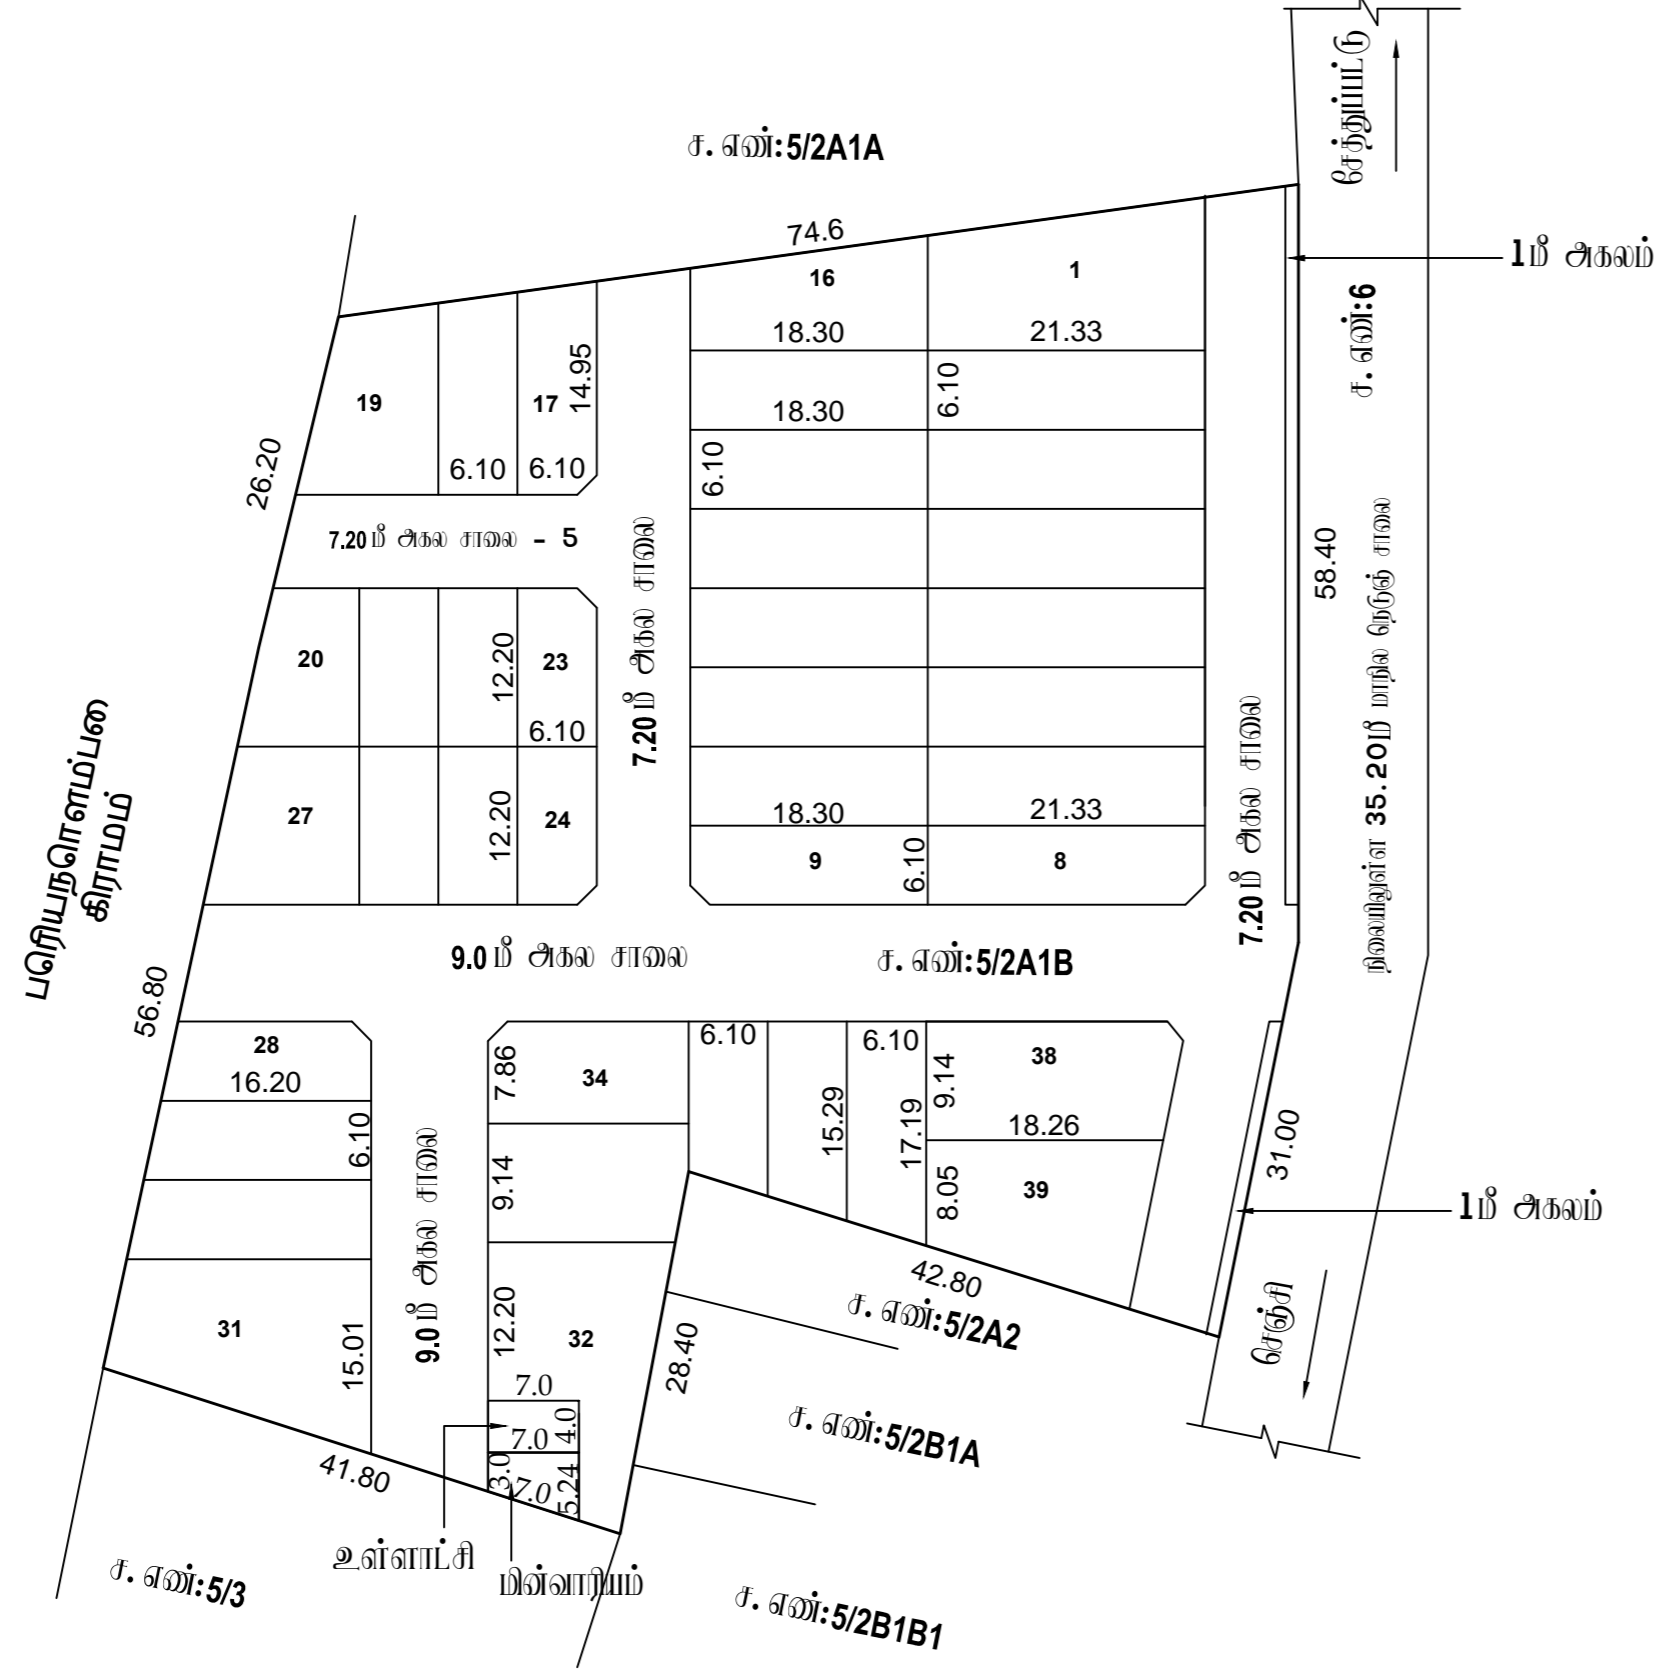 சேத்துப்பட்டு
ச. எண்:5/2A1A
74.6
1மீ அகலம்
16
1
18.30
21.33
ச. எண்:6
19
17
14.95
18.30
6.10
6.10
6.10
6.10
26.20
7.20மீ அகல சாலை - 5
7.20மீ அகல சாலை
58.40
நிலையிலுள்ள 35.20மீ மாநில நெடுஞ் சாலை
20
12.20
23
6.10
27
12.20
24
18.30
21.33
9
6.10
8
7.20மீ அகல சாலை
கிராமம்
56.80
9.0மீ அகல சாலை
ச. எண்:5/2A1B
28
16.20
6.10
7.86
34
6.10
6.10
15.29
17.19
9.14
38
18.26
8.05
39
31.00
1மீ அகலம்
9.0மீ அகல சாலை
9.14
12.20
32
31
15.01
42.80
ச. எண்:5/2A2
28.40
செஞ்சி
7.0
4.0
7.0
3.0
7.0
5.24
ச. எண்:5/2B1A
41.80
உள்ளாட்சி
மின்வாரியம்
ச. எண்:5/3
ச. எண்:5/2B1B1